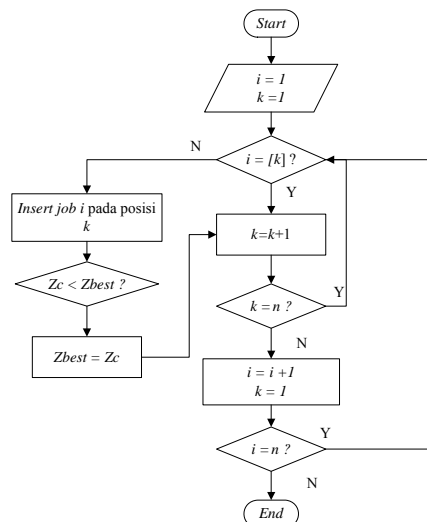 Start
i = 1
k =1
N
i = [k] ?
Y
Insert job i pada posisi
k
k=k+1
Zc < Zbest ?
k = n ?
Y
N
Zbest = Zc
i = i +1
k = 1
i = n ?
Y
N
End